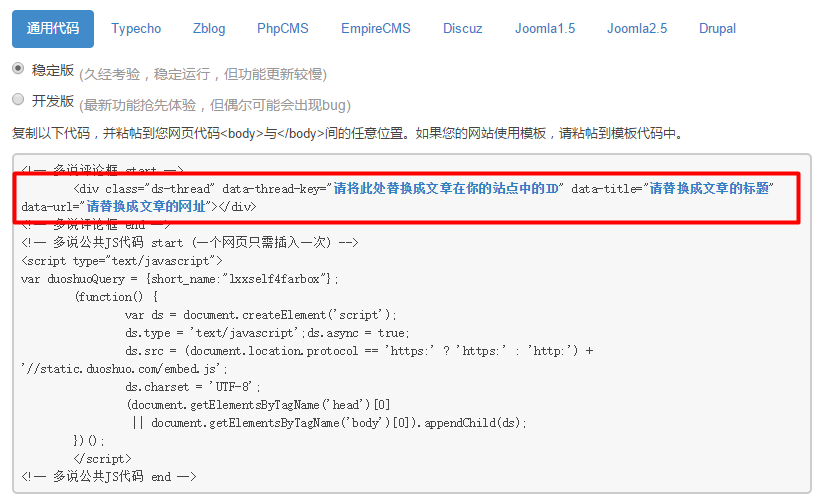 通用代码 Typecho Zblog PhpCMS EmpireCMS Discuz Joomla1.5 Joomla2.5 Drupal
稳定版 (久经考验，稳定运行，但功能更新较慢)
开发版 (最新功能抢先体验，但偶尔可能会出现bug)
复制以下代码，并粘帖到您网页代码<body>与</body>间的任意位置。如果您的网站使用模板，请粘帖到模板代码中。
<!-- 多说评论框 start -->
<div class="ds-thread" data-thread-key="请将此处替换成文章在你的站点中的ID" data-title="请替换成文章的标题"
data-url="请替换成文章的网址"></div>
<!-- 多说评论框 end -->
<!-- 多说公共JS代码 start (一个网页只需插入一次) -->
<script type="text/javascript">
var duoshuoQuery = {short_name:"lxxself4farbox"};
(function() {
var ds = document.createElement('script');
ds.type = 'text/javascript';ds.async = true;
ds.src = (document.location.protocol == 'https:' ? 'https:' : 'http:') +
'//static.duoshuo.com/embed.js';
ds.charset = 'UTF-8';
(document.getElementsByTagName('head')[0]
|| document.getElementsByTagName('body')[0]).appendChild(ds);
})();
</script>
<!-- 多说公共JS代码 end -->